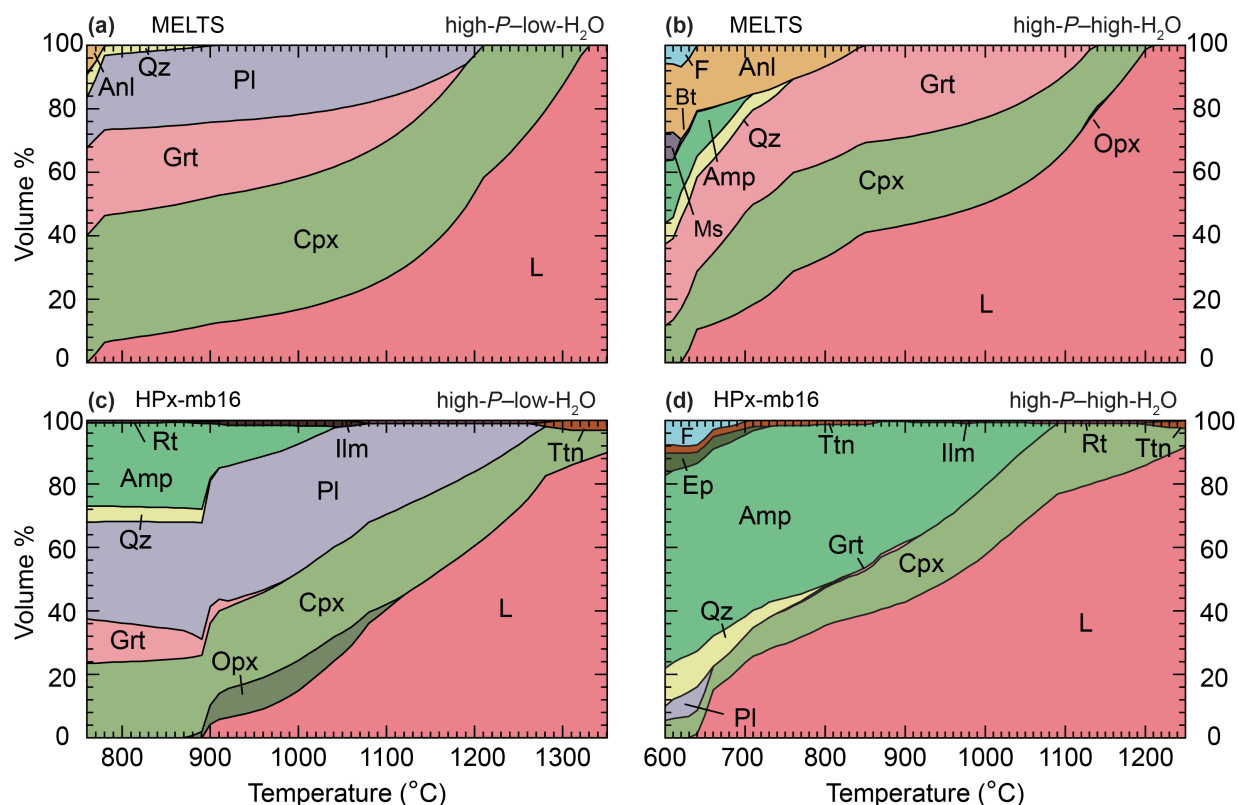 (a) MELTS high-P–low-H₂O
(b) MELTS high-P–high-H₂O
100
80
60
40
20
0
Volume %
Anl
Qz
Pl
Grt
Cpx
L
F
Anl
Bt
Grt
Qz
Opx
Amp
Cpx
Ms
L
100
80
60
40
20
0
(c) HPx-mb16 high-P–low-H₂O
(d) HPx-mb16 high-P–high-H₂O
100
80
60
40
20
0
Volume %
Rt
Ilm
Ttn
Amp
Pl
Qz
Cpx
Grt
L
Opx
800 900 1000 1100 1200 1300
Temperature (°C)
F
Ttn
Ilm
Rt
Ttn
Ep
Amp
Grt
Cpx
Qz
L
Pl
100
80
60
40
20
0
600 700 800 900 1000 1100 1200
Temperature (°C)